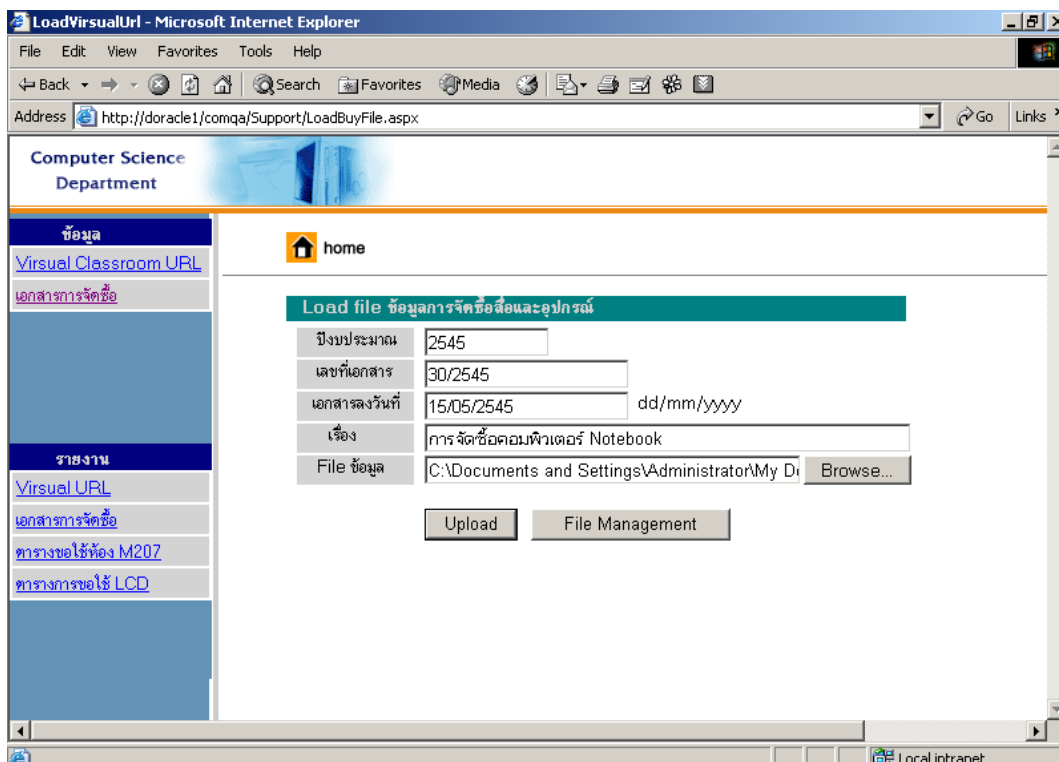 LoadVirsualUrl - Microsoft Internet Explorer
File Edit View Favorites Tools Help
Back Search Favorites Media
Address http://doracle1/comqa/Support/LoadBuyFile.aspx Go Links
Computer Science
Department
ข้อมูล
Virsual Classroom URL
เอกสารการจัดซื้อ
รายงาน
Virsual URL
เอกสารการจัดซื้อ
ตารางขอใช้ห้อง M207
ตารางการขอใช้ LCD
home
Load file ข้อมูลการจัดซื้อสื่อและอุปกรณ์
ปีงบประมาณ 2545
เลขที่เอกสาร 30/2545
เอกสารลงวันที่ 15/05/2545 dd/mm/yyyy
เรื่อง การจัดซื้อคอมพิวเตอร์ Notebook
File ข้อมูล C:\Documents and Settings\Administrator\My Browse...
Upload File Management
Local intranet